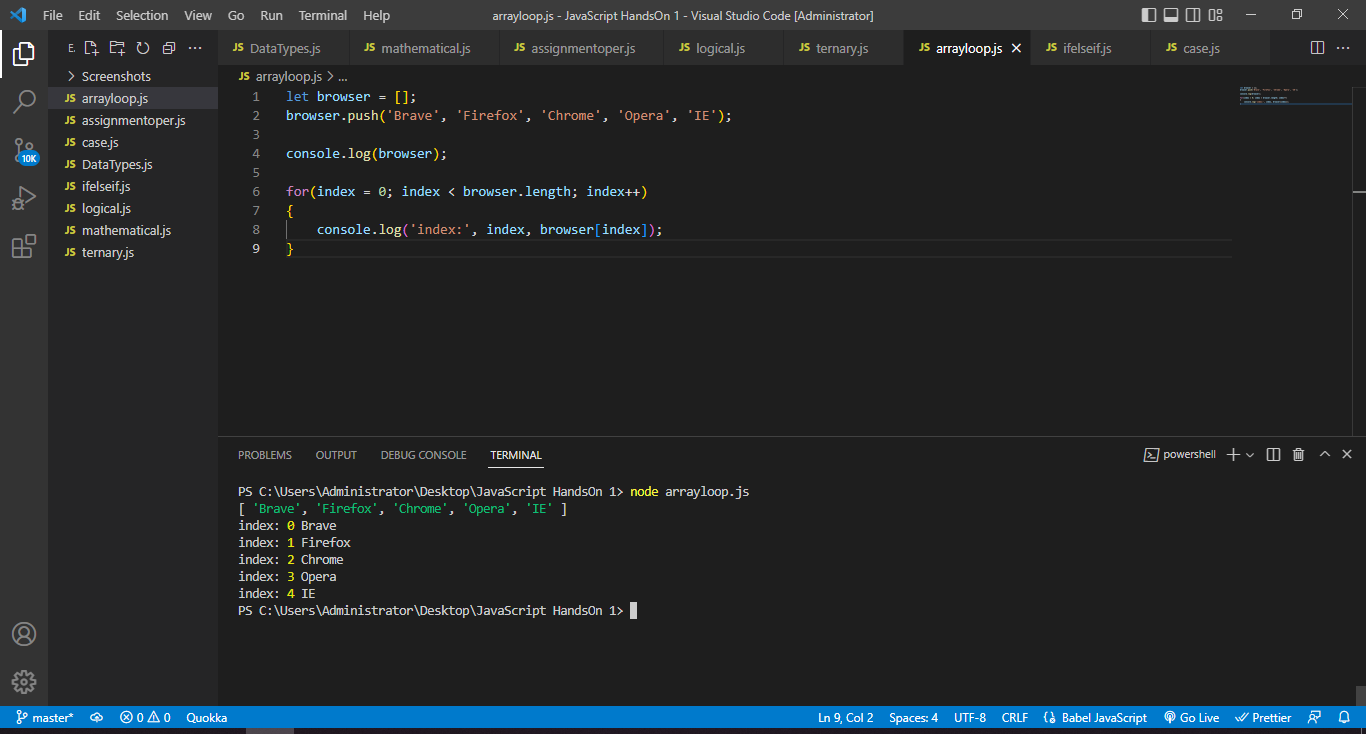 File Edit Selection View Go Run Terminal Help arrayloop.js - JavaScript HandsOn 1 - Visual Studio Code [Administrator]
E. ...
JS DataTypes.js JS mathematical.js JS assignmentoper.js JS logical.js JS ternary.js JS arrayloop.js JS ifelseif.js JS case.js ...
Screenshots
JS arrayloop.js
JS assignmentoper.js
JS case.js
JS DataTypes.js
JS ifelseif.js
JS logical.js
JS mathematical.js
JS ternary.js
10K
JS arrayloop.js > ...
1 let browser = [];
2 browser.push('Brave', 'Firefox', 'Chrome', 'Opera', 'IE');
3
4 console.log(browser);
5
6 for(index = 0; index < browser.length; index++)
7 {
8 console.log('index:', index, browser[index]);
9 }
PROBLEMS OUTPUT DEBUG CONSOLE TERMINAL powershell
PS C:\Users\Administrator\Desktop\JavaScript HandsOn 1> node arrayloop.js
[ 'Brave', 'Firefox', 'Chrome', 'Opera', 'IE' ]
index: 0 Brave
index: 1 Firefox
index: 2 Chrome
index: 3 Opera
index: 4 IE
PS C:\Users\Administrator\Desktop\JavaScript HandsOn 1>
master* 0 0 Quokka Ln 9, Col 2 Spaces: 4 UTF-8 CRLF Babel JavaScript Go Live Prettier